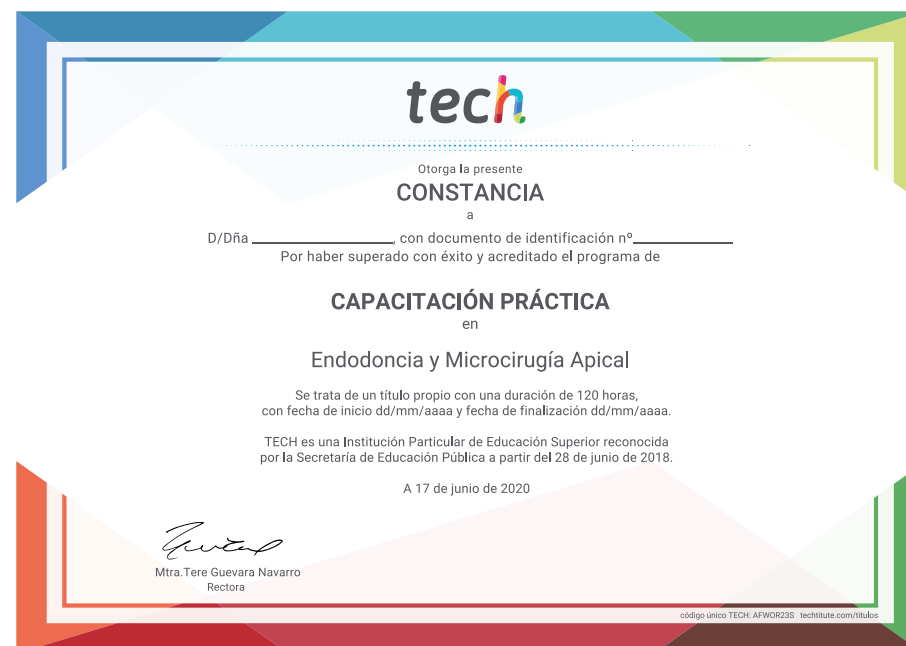 tech
Otorga la presente
CONSTANCIA
a
D/Dña ____________________, con documento de identificación nº______________
Por haber superado con éxito y acreditado el programa de
CAPACITACIÓN PRÁCTICA
en
Endodoncia y Microcirugía Apical
Se trata de un título propio con una duración de 120 horas,
con fecha de inicio dd/mm/aaaa y fecha de finalización dd/mm/aaaa.
TECH es una Institución Particular de Educación Superior reconocida
por la Secretaría de Educación Pública a partir del 28 de junio de 2018.
A 17 de junio de 2020
Mtra.Tere Guevara Navarro
Rectora
código único TECH: AFWOR23S techtitute.com/titulos